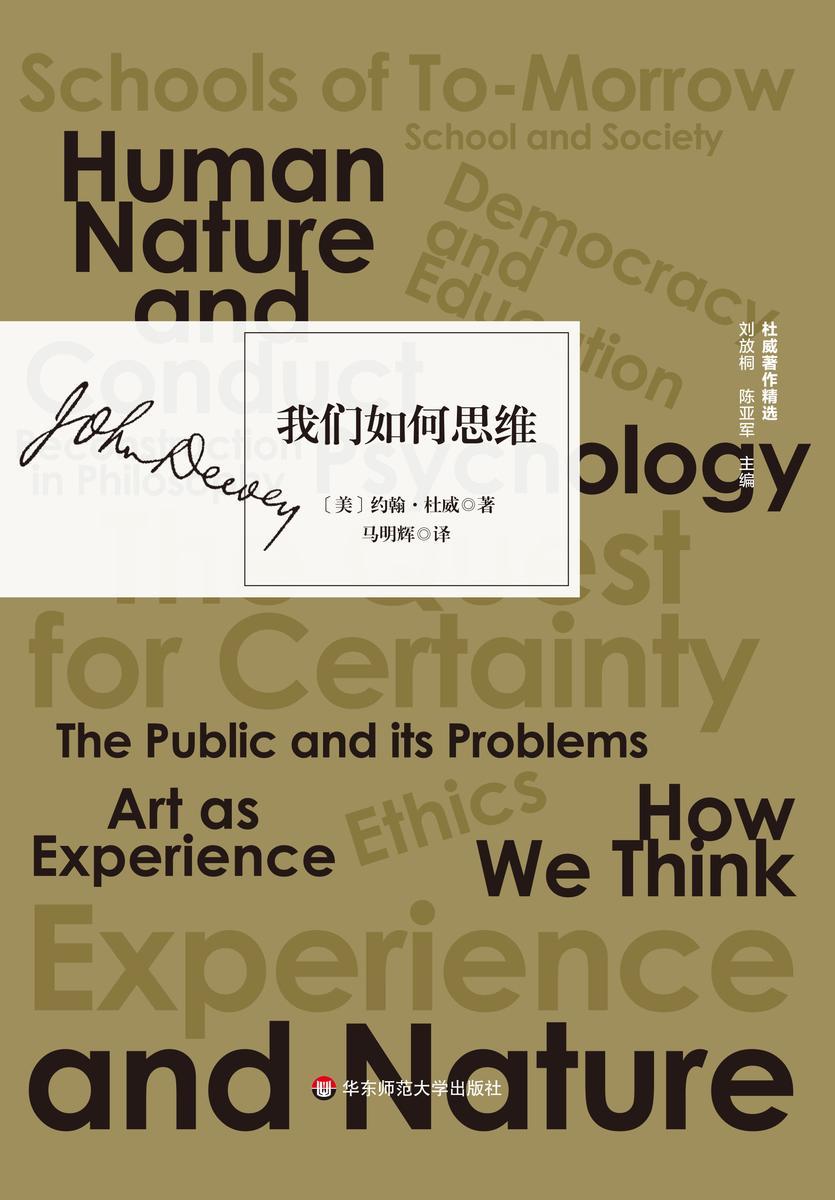 Schools of To-Morrow
School and Society
Human
Nature
and
Conduct
Democracy
and
Education
杜威著作精选
刘放桐 陈亚军 主编
John Dewey
我们如何思维
〔美〕约翰·杜威◎著
马明辉◎译
Reconstruction
in Philosophy
Psychology
The Quest
for Certainty
The Public and its Problems
Art as
Experience
Ethics
How
We Think
Experience
and Nature
华东师范大学出版社